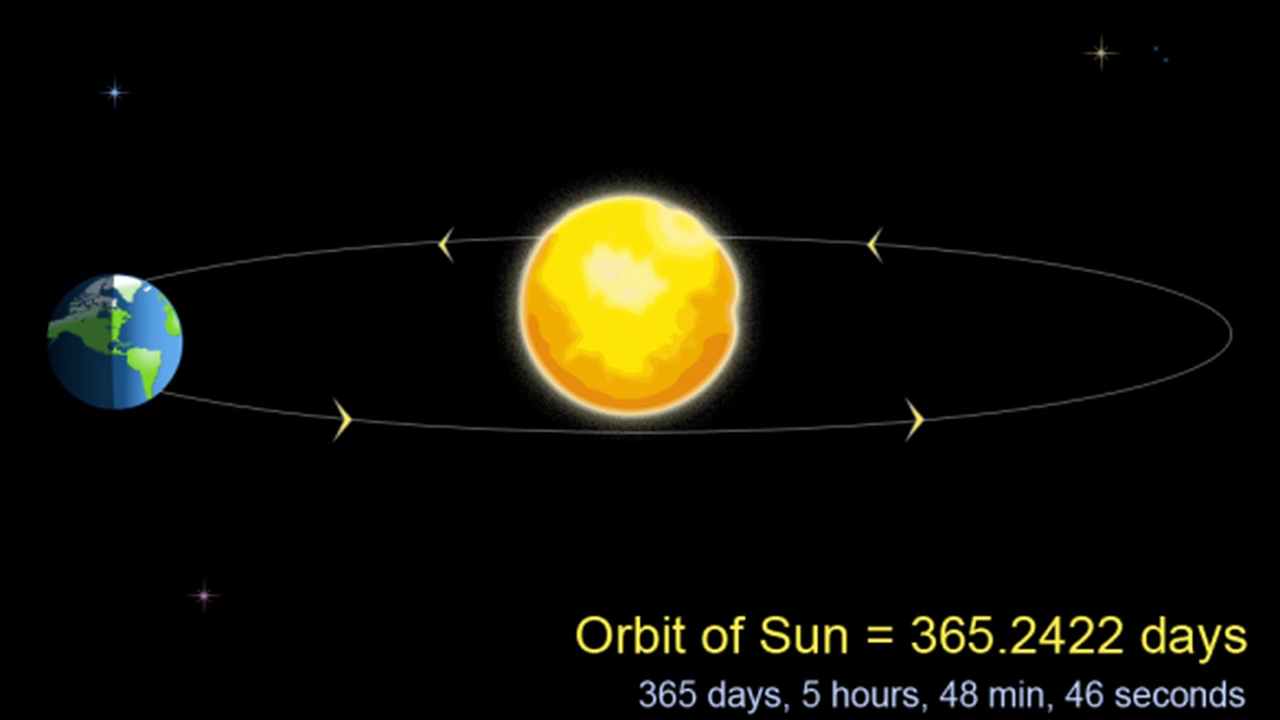 Orbit of Sun = 365.2422 days
365 days, 5 hours, 48 min, 46 seconds